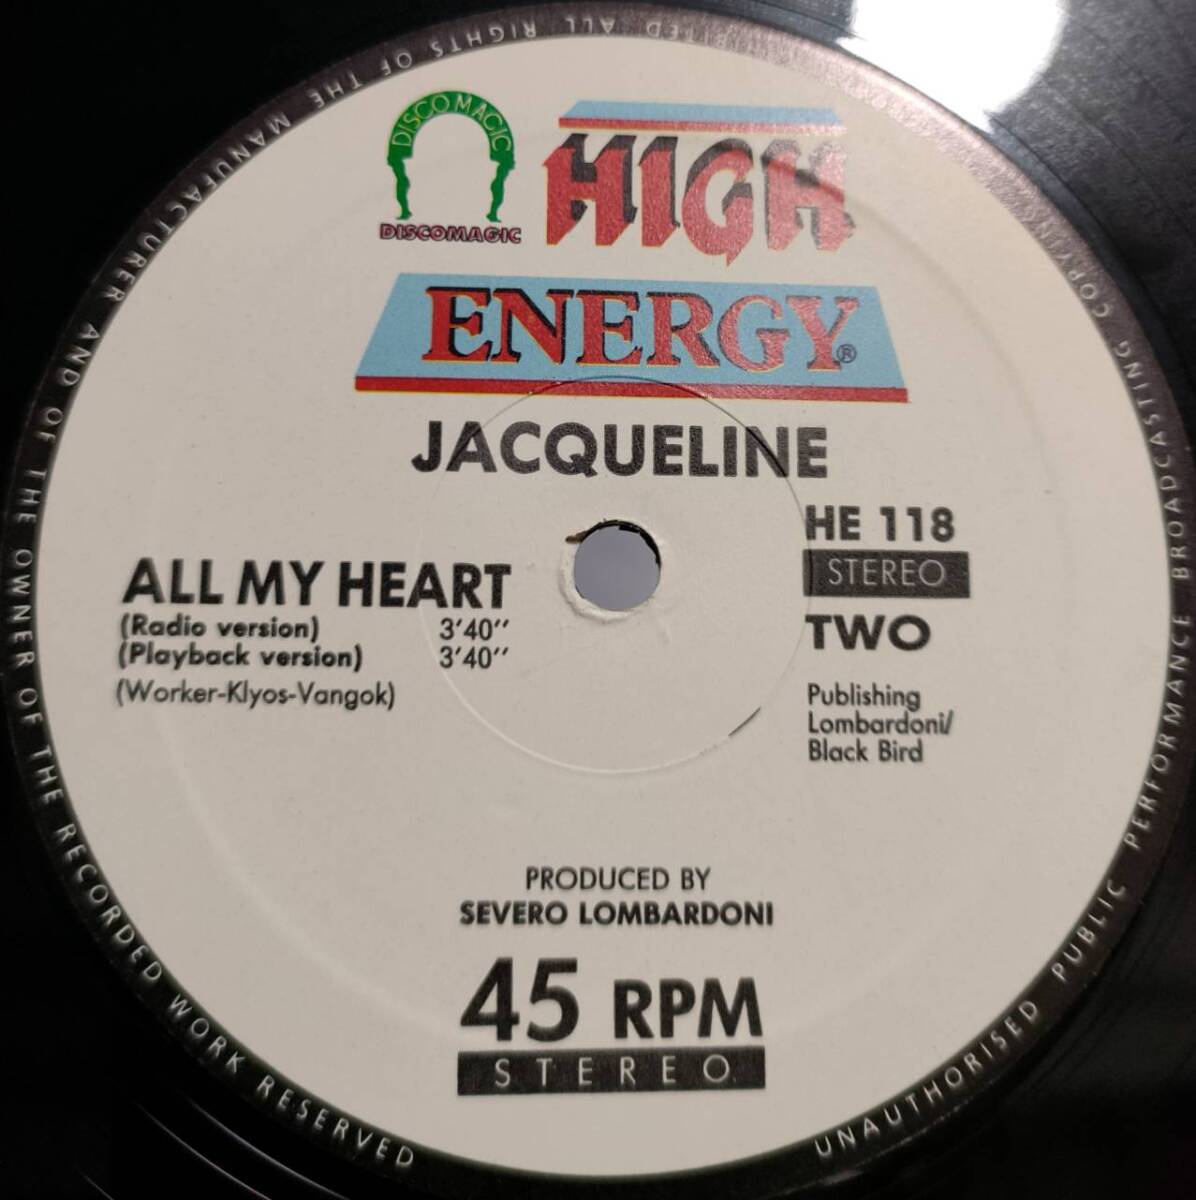 DISCOMAGIC
DISCOMAGIC
HIGH
ENERGY®
JACQUELINE
HE 118
STEREO
TWO
ALL MY HEART
(Radio version) 3'40''
(Playback version) 3'40''
(Worker-Klyos-Vangok)
Publishing
Lombardoni/
Black Bird
PRODUCED BY
SEVERO LOMBARDONI
45 RPM
STEREO
ALL RIGHTS OF THE MANUFACTURER AND OF THE OWNER OF THE RECORDED WORK RESERVED
UNAUTHORISED PUBLIC PERFORMANCE BROADCASTING COPYING